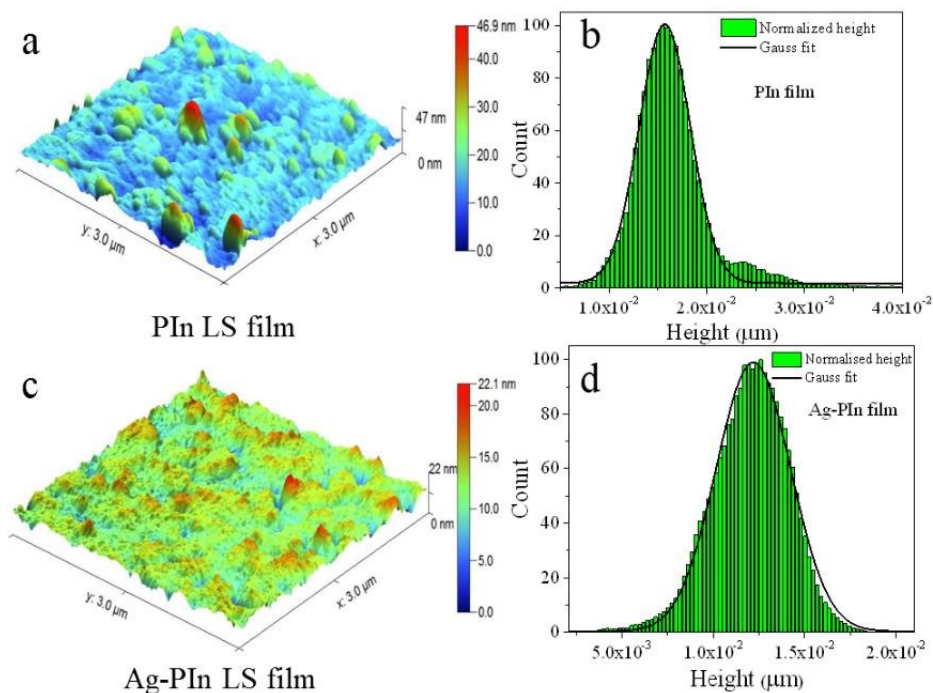 a
46.9 nm
40.0
30.0
20.0
10.0
0.0
47 nm
0 nm
y: 3.0 µm
x: 3.0 µm
PIn LS film
b
Normalized height
Gauss fit
PIn film
Count
100
80
60
40
20
0
1.0x10⁻² 2.0x10⁻² 3.0x10⁻² 4.0x10⁻²
Height (µm)
c
22.1 nm
20.0
15.0
10.0
5.0
0.0
22 nm
0 nm
y: 3.0 µm
x: 3.0 µm
Ag-PIn LS film
d
Normalised height
Gauss fit
Ag-PIn film
Count
100
80
60
40
20
0
5.0x10⁻³ 1.0x10⁻² 1.5x10⁻² 2.0x10⁻²
Height (µm)